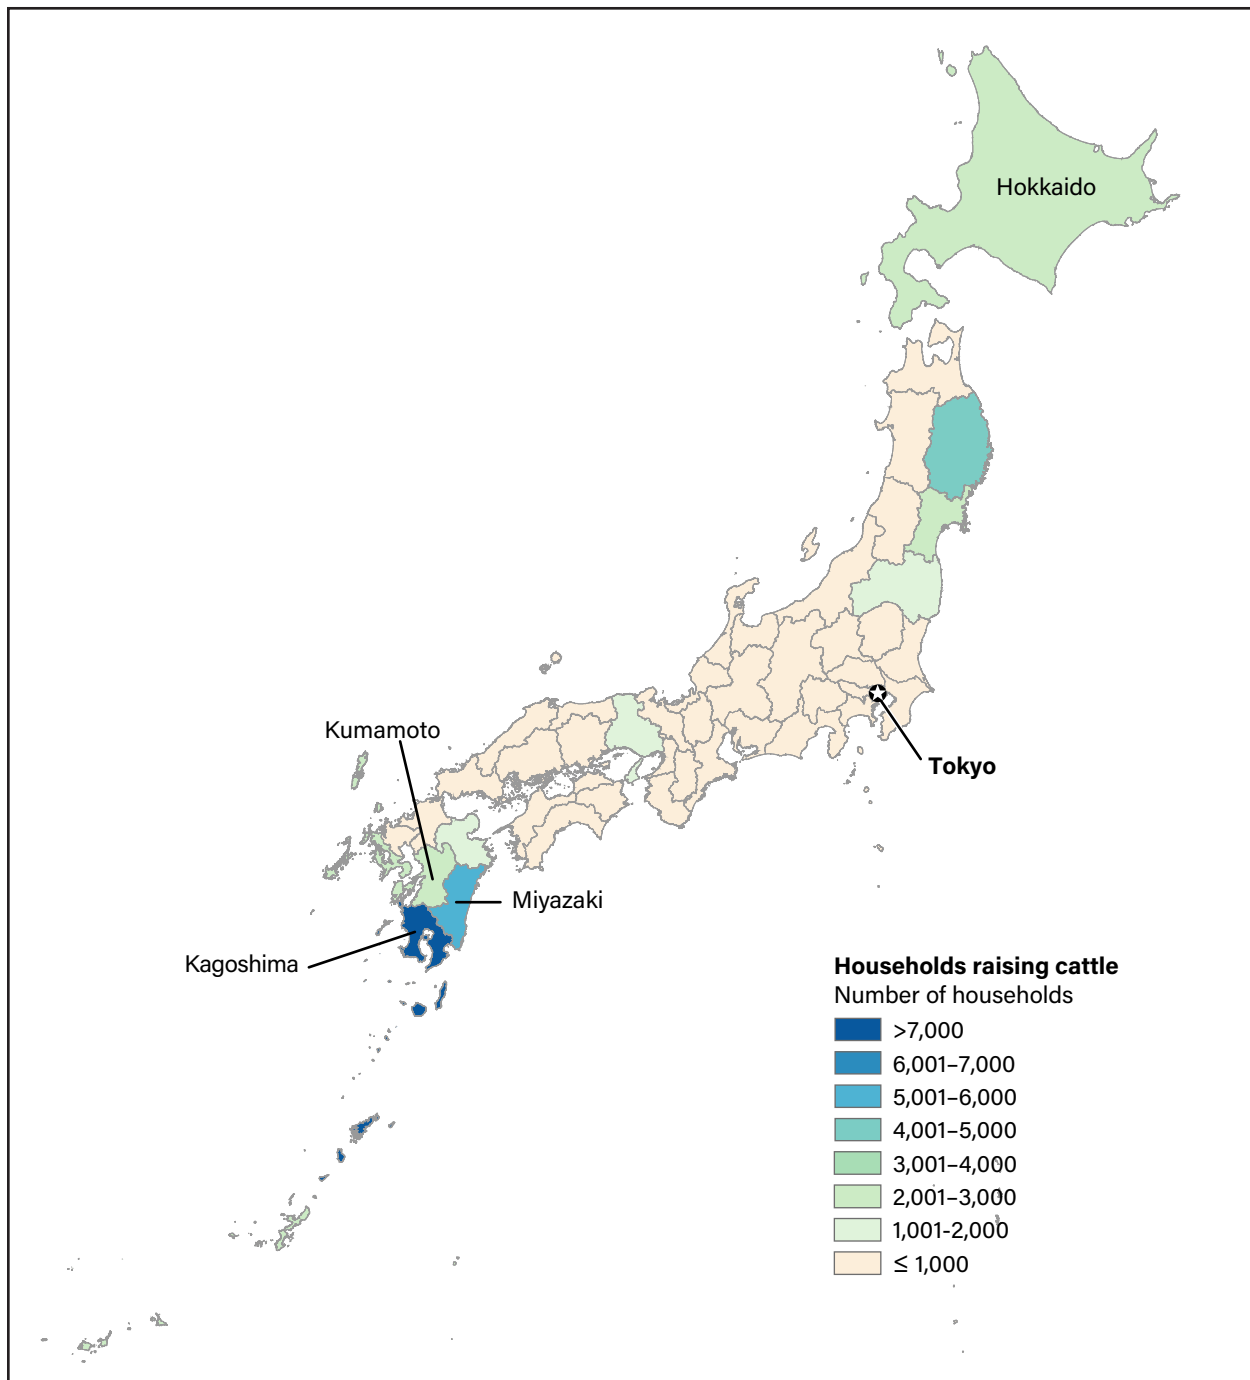 Hokkaido
Kumamoto
Tokyo
Miyazaki
Kagoshima
Households raising cattle
Number of households
>7,000
6,001–7,000
5,001–6,000
4,001–5,000
3,001–4,000
2,001–3,000
1,001-2,000
≤ 1,000